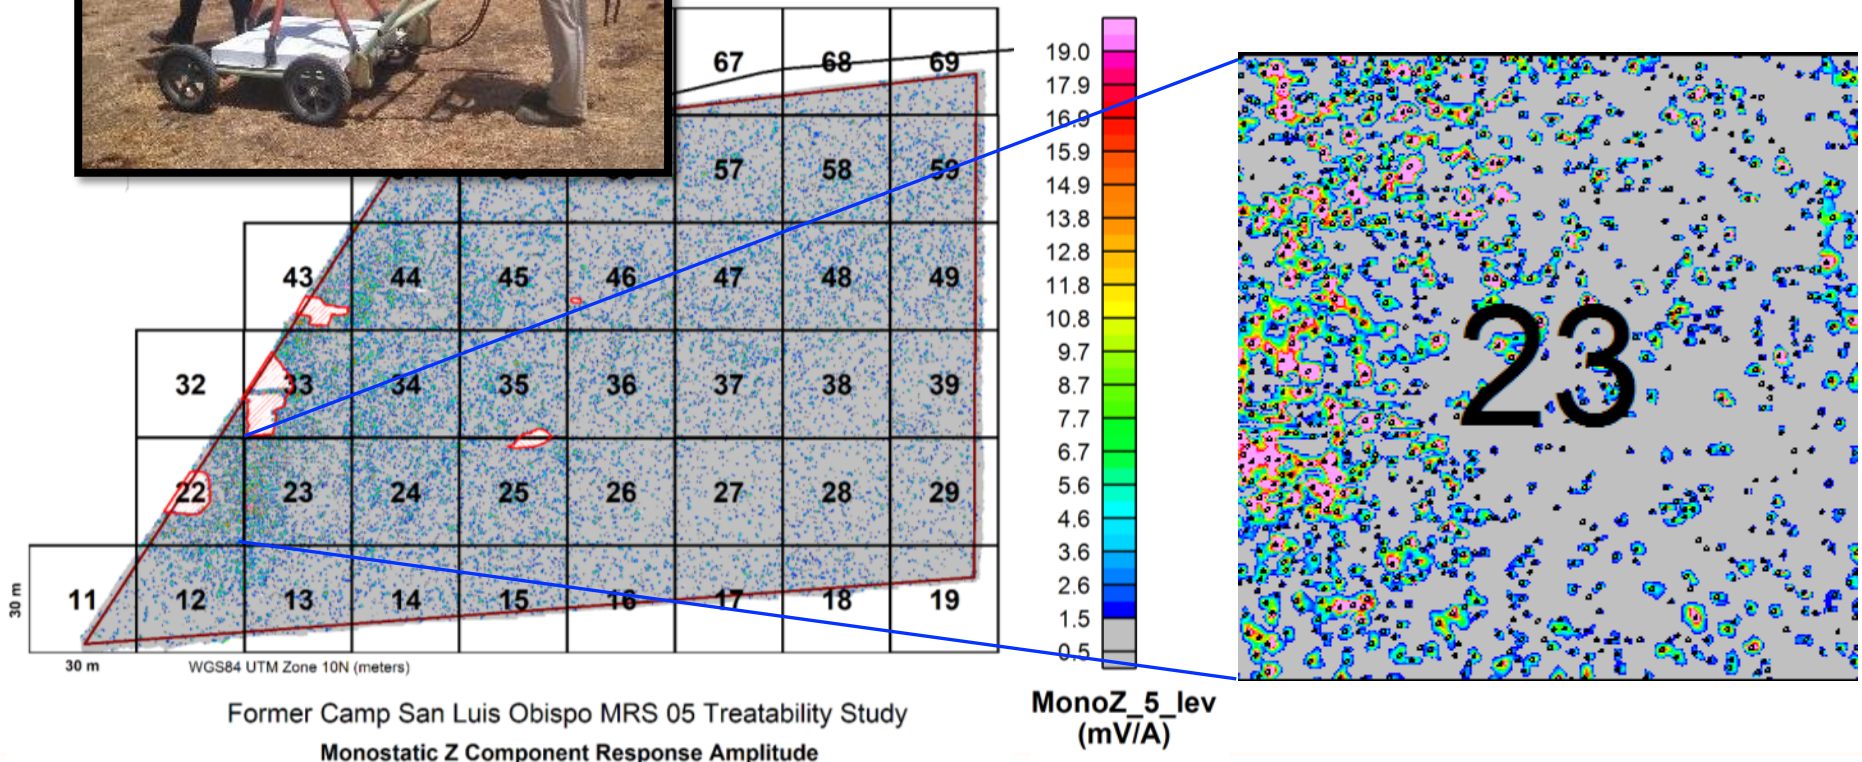 67 68 69
57 58 59
43 44 45 46 47 48 49
32 33 34 35 36 37 38 39
22 23 24 25 26 27 28 29
11 12 13 14 15 16 17 18 19
30 m
30 m
WGS84 UTM Zone 10N (meters)
Former Camp San Luis Obispo MRS 05 Treatability Study
Monostatic Z Component Response Amplitude
19.0
17.9
16.9
15.9
14.9
13.8
12.8
11.8
10.8
9.7
8.7
7.7
6.7
5.6
4.6
3.6
2.6
1.5
0.5
MonoZ_5_lev
(mV/A)
23